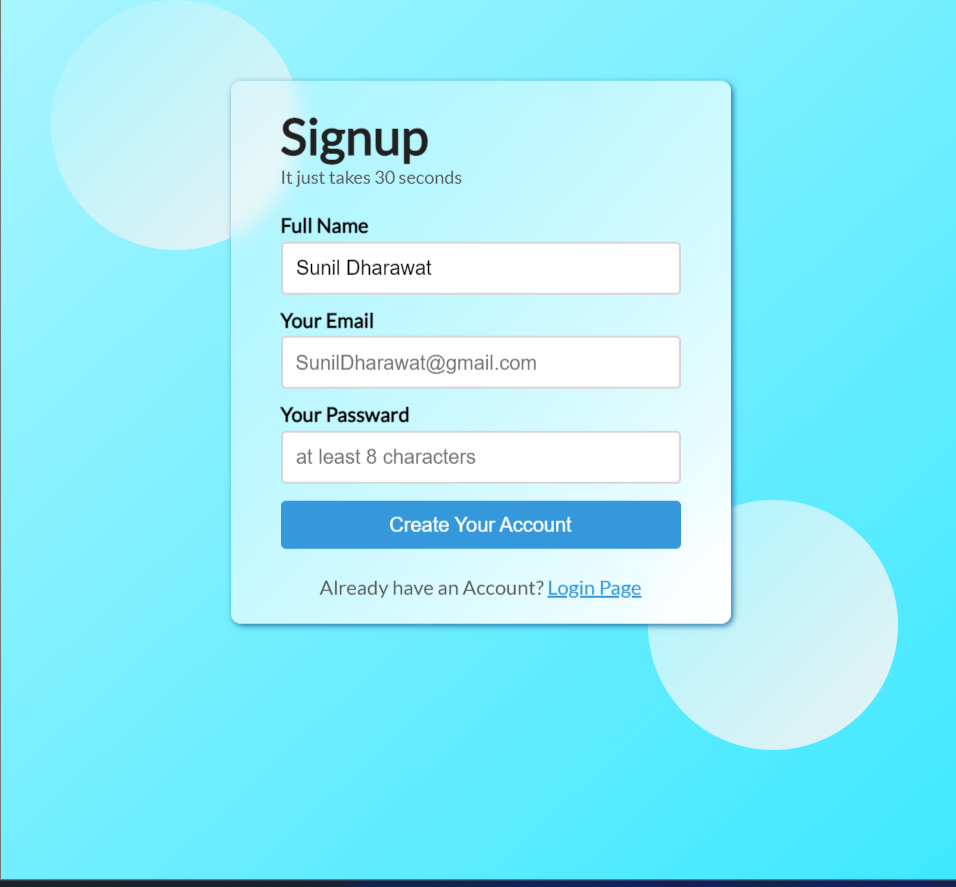 Signup
It just takes 30 seconds
Full Name
Sunil Dharawat
Your Email
SunilDharawat@gmail.com
Your Passward
at least 8 characters
Create Your Account
Already have an Account? Login Page